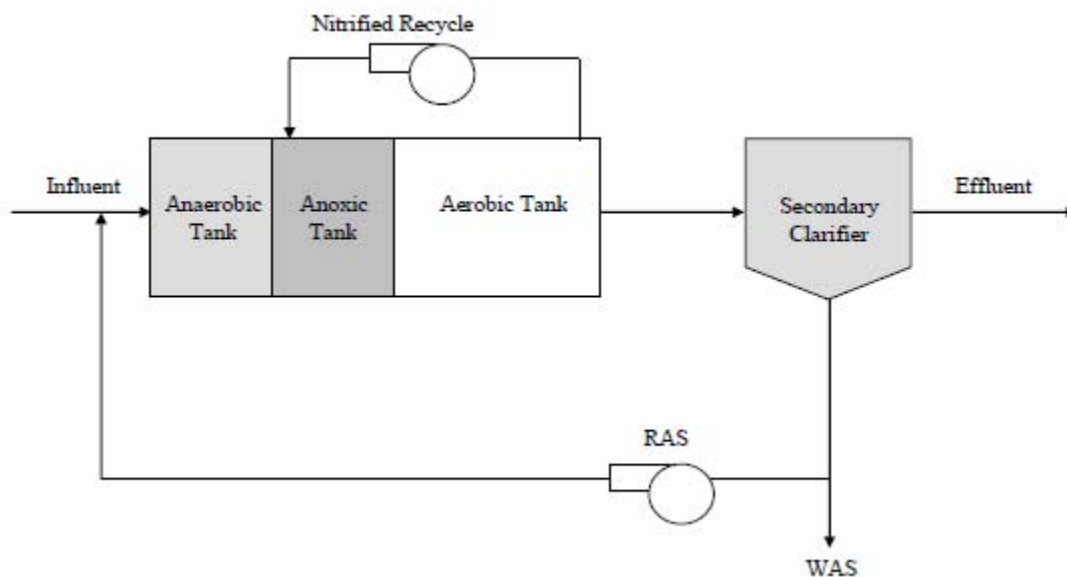 Nitrified Recycle
Influent
Anaerobic
Tank
Anoxic
Tank
Aerobic Tank
Secondary
Clarifier
Effluent
RAS
WAS